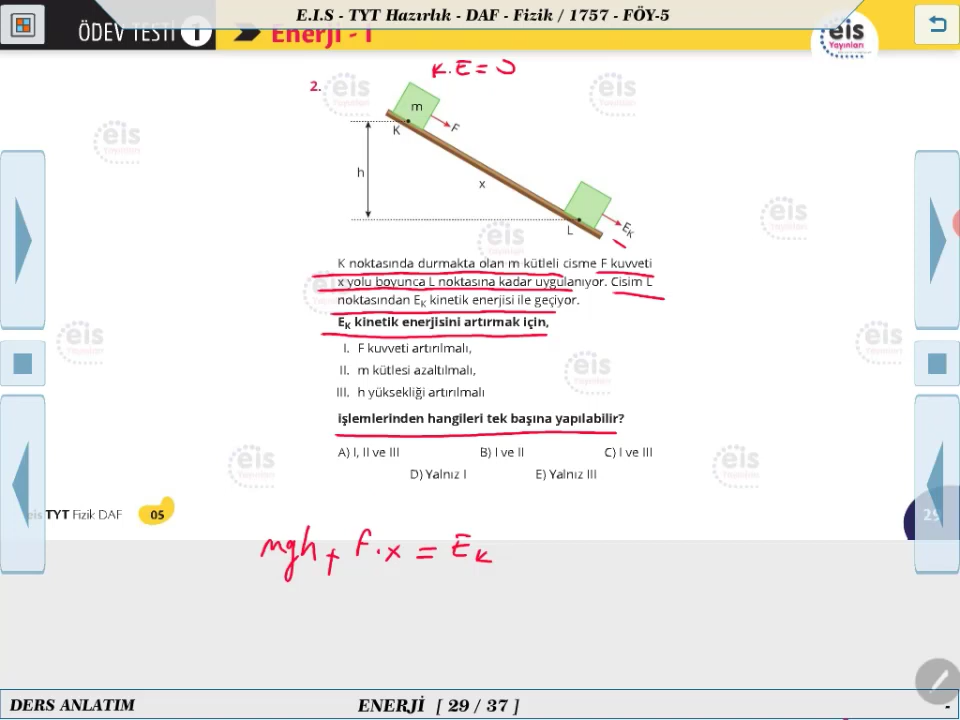 E.I.S - TYT Hazırlık - DAF - Fizik / 1757 - FÖY-5
ÖDEV TESTİ 1
Enerji - 1
eis
Yayınları
K.E = 0
2.
m
K
F
h
x
L
EK
K noktasında durmakta olan m kütleli cisme F kuvveti
x yolu boyunca L noktasına kadar uygulanıyor. Cisim L
noktasından EK kinetik enerjisi ile geçiyor.
EK kinetik enerjisini artırmak için,
I. F kuvveti artırılmalı,
II. m kütlesi azaltılmalı,
III. h yüksekliği artırılmalı
işlemlerinden hangileri tek başına yapılabilir?
A) I, II ve III
B) I ve II
C) I ve III
D) Yalnız I
E) Yalnız III
eis TYT Fizik DAF 05
29
mgh + F.x = EK
DERS ANLATIM
ENERJİ [ 29 / 37 ]
-